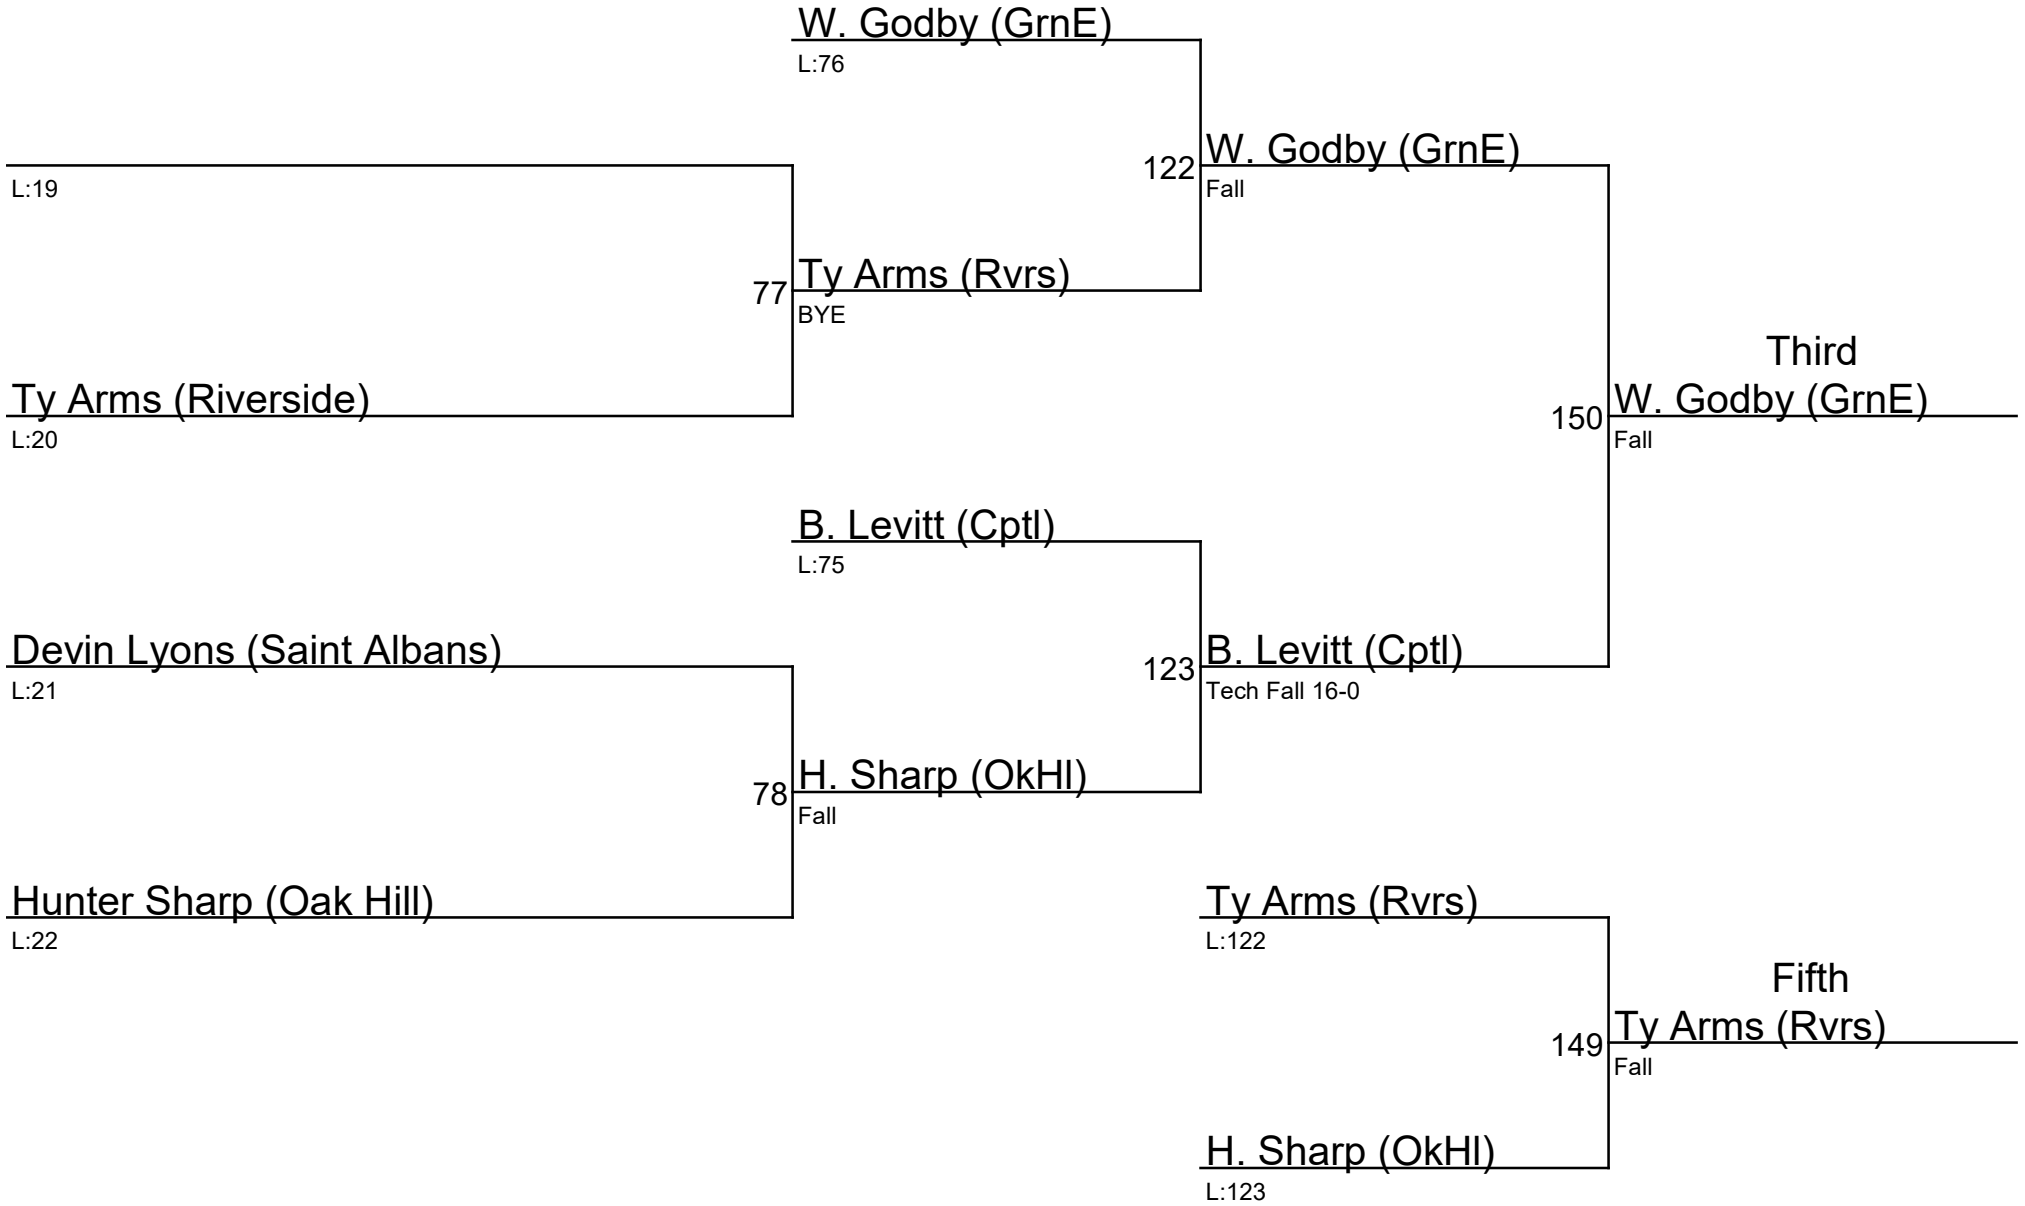 W. Godby (GrnE)
L:76
122
W. Godby (GrnE)
Fall
L:19
77
Ty Arms (Rvrs)
BYE
Ty Arms (Riverside)
L:20
Third
150
W. Godby (GrnE)
Fall
B. Levitt (Cptl)
L:75
Devin Lyons (Saint Albans)
L:21
123
B. Levitt (Cptl)
Tech Fall 16-0
78
H. Sharp (OkHl)
Fall
Hunter Sharp (Oak Hill)
L:22
Ty Arms (Rvrs)
L:122
Fifth
149
Ty Arms (Rvrs)
Fall
H. Sharp (OkHl)
L:123